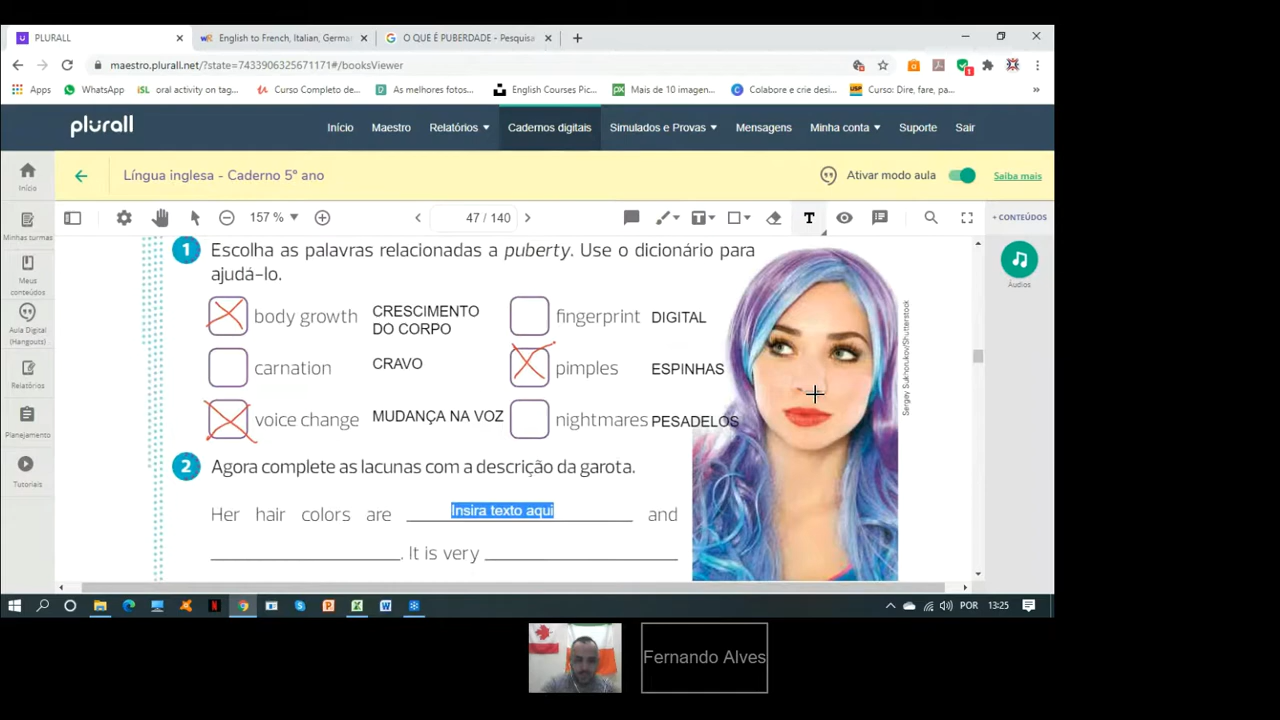 PLURALL
English to French, Italian, Germa
O QUE É PUBERDADE - Pesquisa
maestro.plurall.net/?state=7433906325671171#/booksViewer
Apps
WhatsApp
ISL oral activity on tag...
Curso Completo de...
As melhores fotos...
English Courses Pic...
Mais de 10 imagen...
Colabore e crie desi...
Curso: Dire, fare, pa...
plurall
Início
Maestro
Relatórios
Cadernos digitais
Simulados e Provas
Mensagens
Minha conta
Suporte
Sair
Língua inglesa - Caderno 5º ano
Ativar modo aula
Saiba mais
157 %
47 / 140
+ CONTEÚDOS
Áudios
Início
Minhas turmas
Meus
conteúdos
Aula Digital
(Hangouts)
Relatórios
Planejamento
Tutoriais
1 Escolha as palavras relacionadas a puberty. Use o dicionário para
ajudá-lo.
body growth CRESCIMENTO
DO CORPO
fingerprint DIGITAL
carnation CRAVO
pimples ESPINHAS
voice change MUDANÇA NA VOZ
nightmares PESADELOS
2 Agora complete as lacunas com a descrição da garota.
Her hair colors are Insira texto aqui and
. It is very
Sergey Sukhorukov/Shutterstock
POR 13:25
Fernando Alves